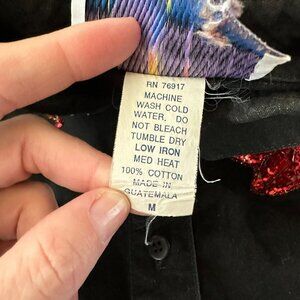 RN 76917
MACHINE
WASH COLD
WATER. DO
NOT BLEACH
TUMBLE DRY
LOW IRON
MED HEAT
100% COTTON
MADE IN
GUATEMALA
M